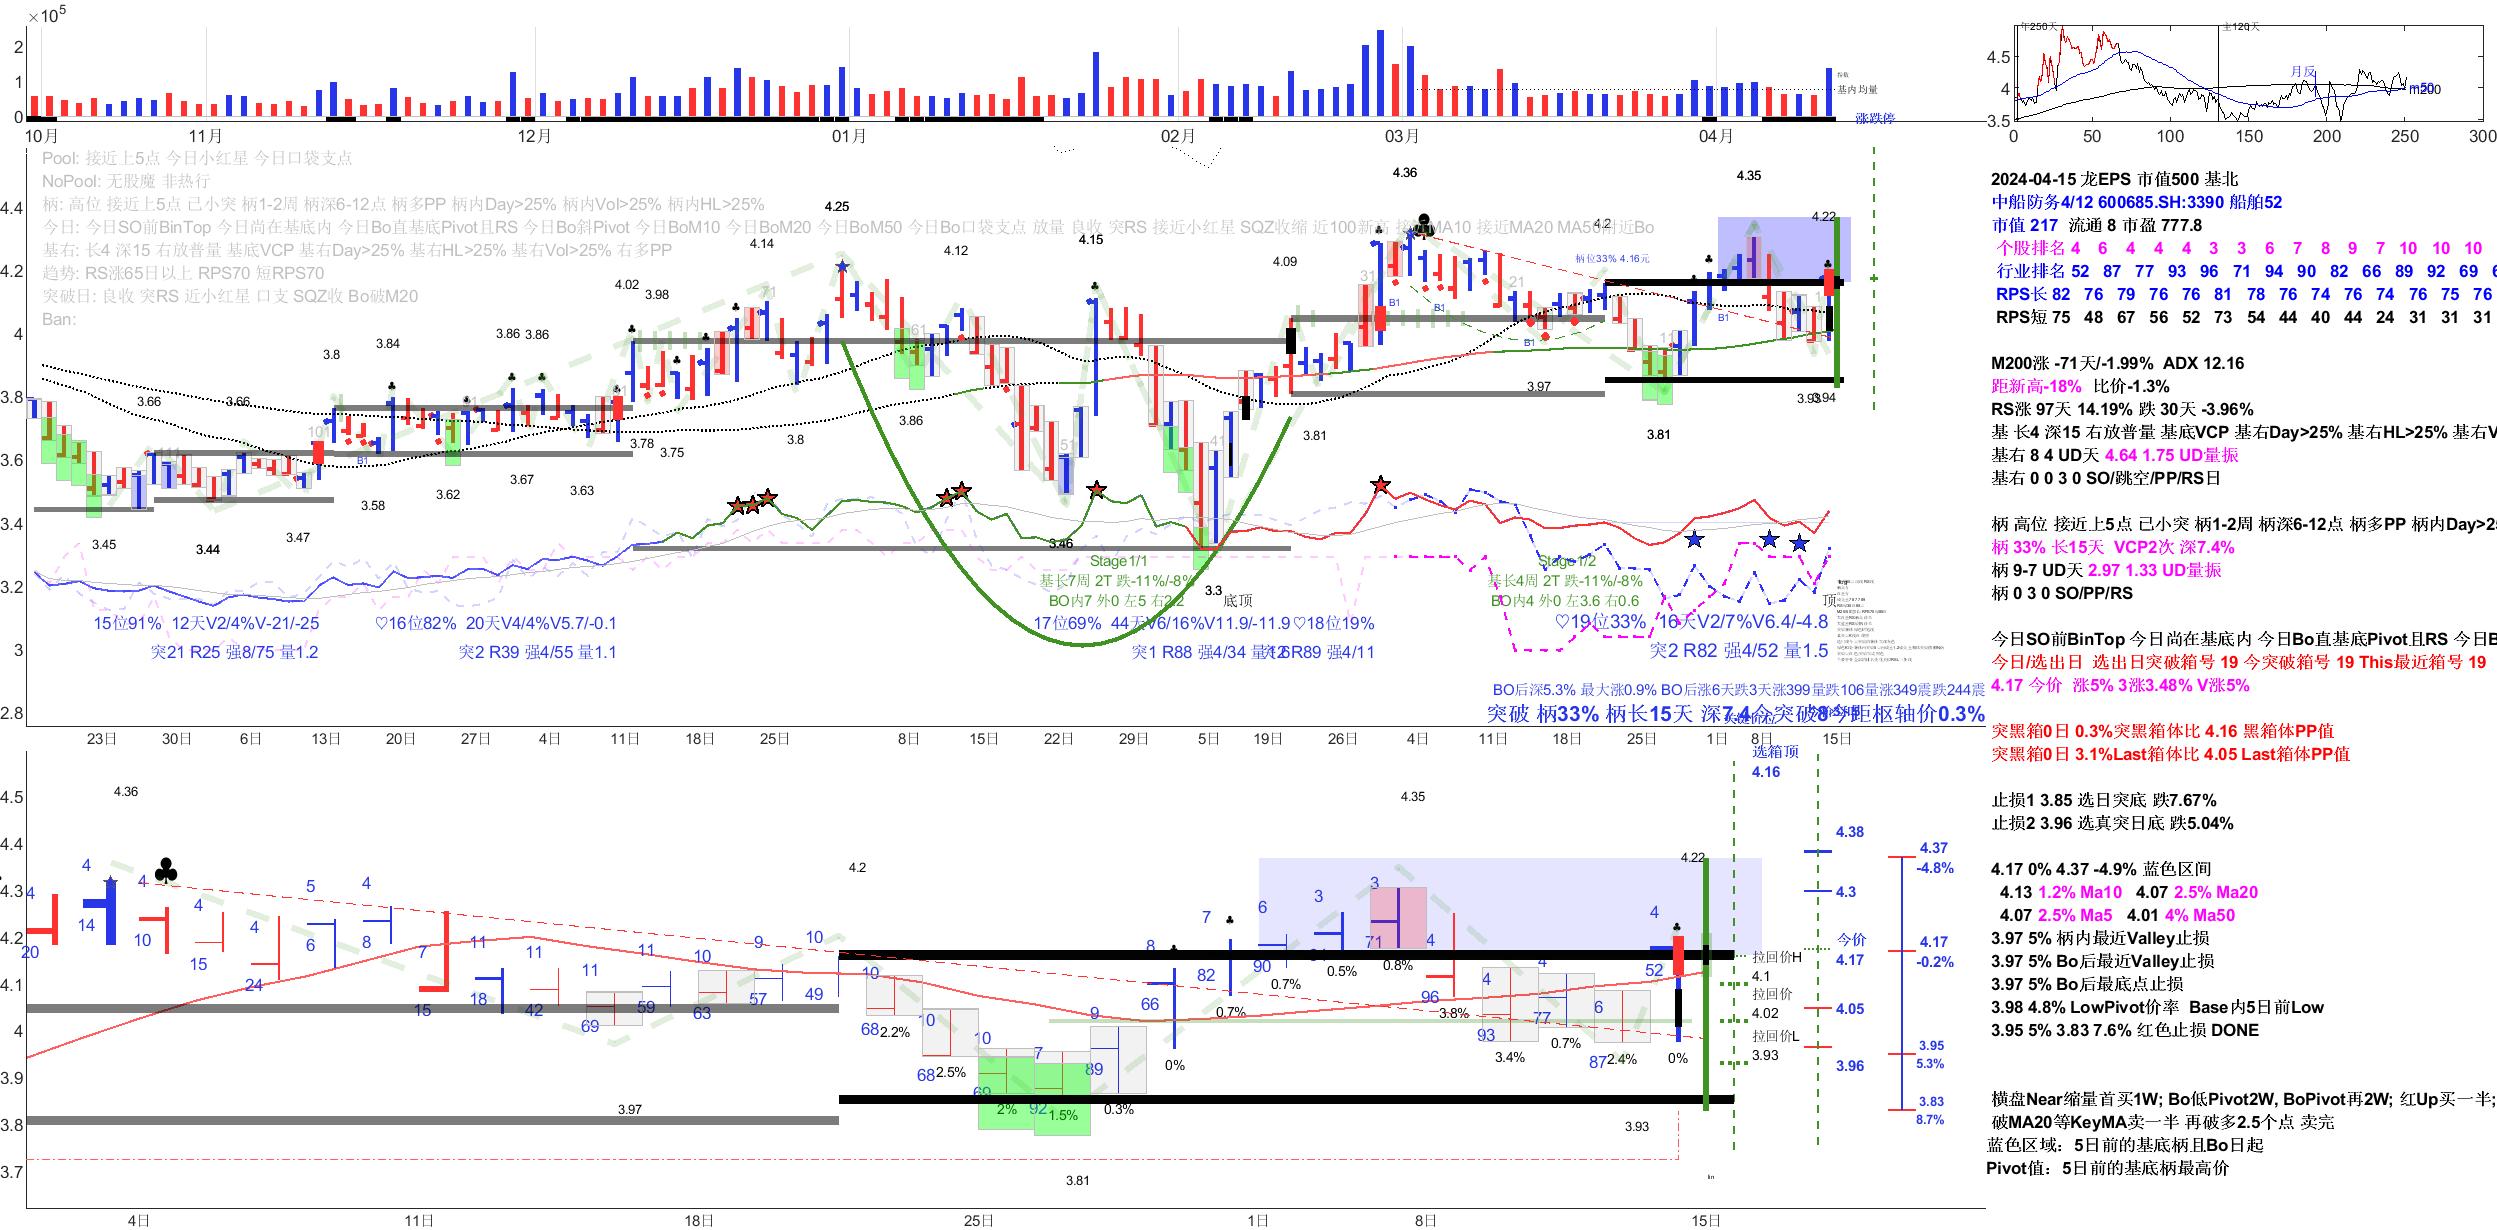 ×10⁵
2
1
0
基内均量
涨跌停
10月 11月 12月 01月 02月 03月 04月
年250天 主120天
4.5
4
3.5
月反
m200
0 50 100 150 200 250 300
Pool: 接近上5点 今日小红星 今日口袋支点
NoPool: 无股魔 非热行
柄: 高位 接近上5点 己小突 柄1-2周 柄深6-12点 柄多PP 柄内Day>25% 柄内Vol>25% 柄内HL>25%
今日: 今日SO前BinTop 今日尚在基底内 今日Bo直基底Pivot且RS 今日Bo斜Pivot 今日BoM10 今日BoM20 今日BoM50 今日Bo口袋支点 放量 良收 突RS 接近小红星 SQZ收缩 近100新高 接近MA10 接近MA20 MA50附近Bo
基右: 长4 深15 右放普量 基底VCP 基右Day>25% 基右HL>25% 基右Vol>25% 右多PP
趋势: RS涨65日以上 RPS70 短RPS70
突破日: 良收 突RS 近小红星 口支 SQZ收 Bo破M20
Ban:
4.4
4.2
4
3.8
3.6
3.4
3.2
3
2.8
4.36
4.35
4.25
4.22
4.2
4.14
4.12
4.15
4.09
4.02
3.98
柄位33% 4.16元
3.8
3.84
3.86 3.86
3.66
3.66
3.78
3.75
3.8
3.86
3.81
3.97
3.94
3.81
3.45
3.44
3.47
3.58
3.62
3.67
3.63
3.46
3.3
B1
B1
B1
B1
B1
底顶
顶
Stage1/1
基长7周 2T 跌-11%/-8%
BO内7 外0 左5 右2.2
Stage1/2
基长4周 2T 跌-11%/-8%
BO内4 外0 左3.6 右0.6
15位91% 12天V2/4%V-21/-25
突21 R25 强8/75 量1.2
♡16位82% 20天V4/4%V5.7/-0.1
突2 R39 强4/55 量1.1
17位69% 44天V6/16%V11.9/-11.9
♡18位19%
突1 R88 强4/34
R89 强4/11
♡19位33% 16天V2/7%V6.4/-4.8
突2 R82 强4/52 量1.5
BO后深5.3% 最大涨0.9% BO后涨6天跌3天涨399量跌106量涨349震跌244震
突破 柄33% 柄长15天 深7.4今突破8今距枢轴价0.3%
23日 30日 6日 13日 20日 27日 4日 11日 18日 25日 8日 15日 22日 29日 5日 19日 26日 4日 11日 18日 25日 1日 8日 15日
2024-04-15 龙EPS 市值500 基北
中船防务4/12 600685.SH:3390 船舶52
市值 217 流通 8 市盈 777.8
个股排名 4 6 4 4 4 3 3 6 7 8 9 7 10 10 10
行业排名 52 87 77 93 96 71 94 90 82 66 89 92 69
RPS长 82 76 79 76 76 81 78 76 74 76 74 76 75 76
RPS短 75 48 67 56 52 73 54 44 40 44 24 31 31 31
M200涨 -71天/-1.99% ADX 12.16
距新高-18% 比价-1.3%
RS涨 97天 14.19% 跌 30天 -3.96%
基 长4 深15 右放普量 基底VCP 基右Day>25% 基右HL>25% 基右V
基右 8 4 UD天 4.64 1.75 UD量振
基右 0 0 3 0 SO/跳空/PP/RS日
柄 高位 接近上5点 己小突 柄1-2周 柄深6-12点 柄多PP 柄内Day>2
柄 33% 长15天 VCP2次 深7.4%
柄 9-7 UD天 2.97 1.33 UD量振
柄 0 3 0 SO/PP/RS
今日SO前BinTop 今日尚在基底内 今日Bo直基底Pivot且RS 今日B
今日/选出日 选出日突破箱号 19 今突破箱号 19 This最近箱号 19
4.17 今价 涨5% 3涨3.48% V涨5%
突黑箱0日 0.3%突黑箱体比 4.16 黑箱体PP值
突黑箱0日 3.1%Last箱体比 4.05 Last箱体PP值
止损1 3.85 选日突底 跌7.67%
止损2 3.96 选真突日底 跌5.04%
4.17 0% 4.37 -4.9% 蓝色区间
4.13 1.2% Ma10 4.07 2.5% Ma20
4.07 2.5% Ma5 4.01 4% Ma50
3.97 5% 柄内最近Valley止损
3.97 5% Bo后最近Valley止损
3.97 5% Bo后最底点止损
3.98 4.8% LowPivot价率 Base内5日前Low
3.95 5% 3.83 7.6% 红色止损 DONE
横盘Near缩量首买1W; Bo低Pivot2W, BoPivot再2W; 红Up买一半;
破MA20等KeyMA卖一半 再破多2.5个点 卖完
蓝色区域：5日前的基底柄且Bo日起
Pivot值：5日前的基底柄最高价
4.5
4.4
4.3
4.2
4.1
4
3.9
3.8
3.7
4.36
4.35
4.22
4.2
3.97
3.93
3.81
4 4 4 4 4 5 4 7 11 11 11 10 9 10 10 10 10 7 9 8 7 6 3 3 4 4 4 6 4
20 14 10 15 24 6 8 15 18 42 69 59 63 57 49 68 68 69 92 89 66 82 90 71 96 93 77 87 52
2.2% 2.5% 2% 1.5% 0.3% 0% 0.7% 0.7% 0.5% 0.8% 3.8% 3.4% 0.7% 2.4% 0%
选箱顶
4.16
拉回价H
4.1
拉回价
4.02
拉回价L
3.93
4.38
4.3
今价
4.17
4.05
3.96
4.37
-4.8%
4.17
-0.2%
3.95
5.3%
3.83
8.7%
4日 11日 18日 25日 1日 8日 15日